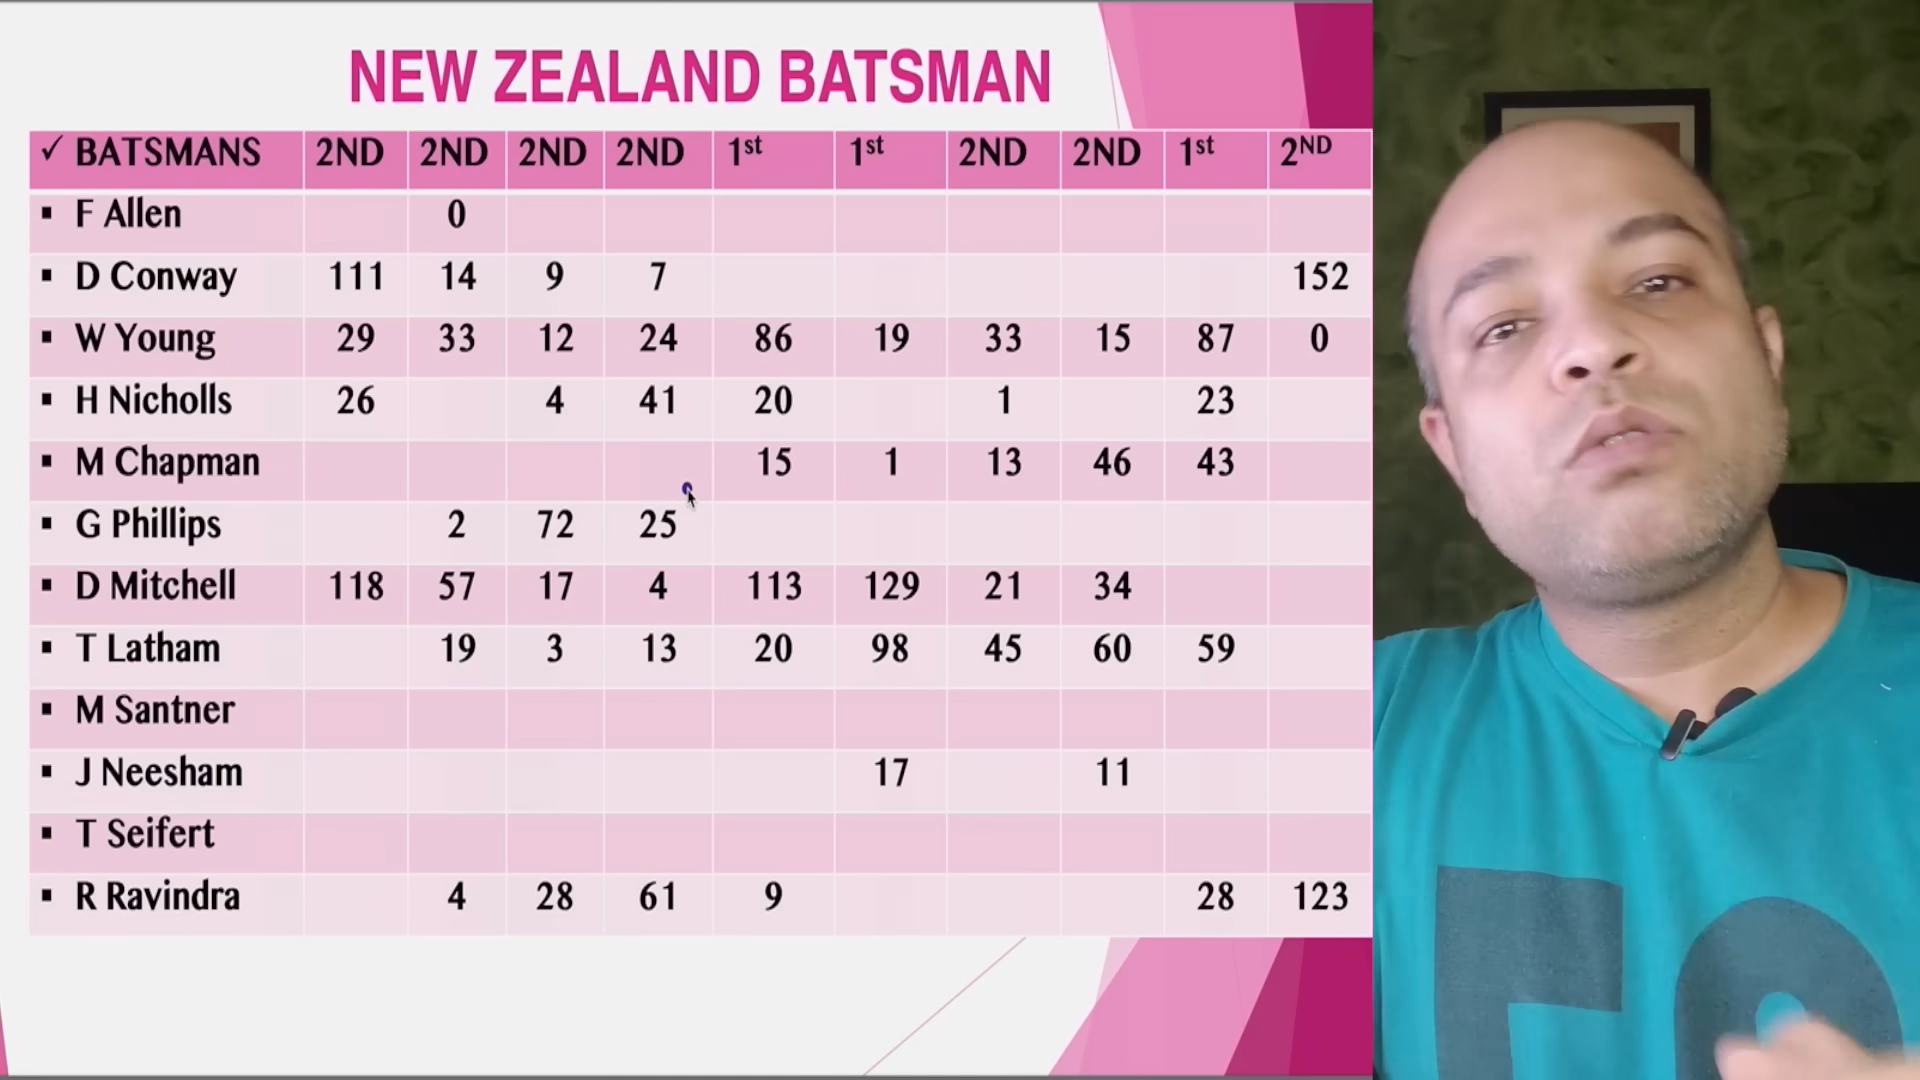 NEW ZEALAND BATSMAN
✓ BATSMANS 2ND 2ND 2ND 2ND 1st 1st 2ND 2ND 1st 2ND
▪ F Allen 0
▪ D Conway 111 14 9 7 152
▪ W Young 29 33 12 24 86 19 33 15 87 0
▪ H Nicholls 26 4 41 20 1 23
▪ M Chapman 15 1 13 46 43
▪ G Phillips 2 72 25
▪ D Mitchell 118 57 17 4 113 129 21 34
▪ T Latham 19 3 13 20 98 45 60 59
▪ M Santner
▪ J Neesham 17 11
▪ T Seifert
▪ R Ravindra 4 28 61 9 28 123